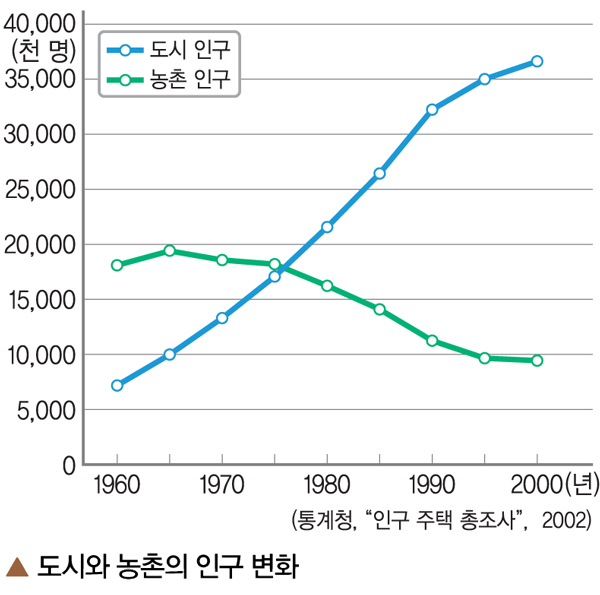 40,000
(천 명)
35,000
30,000
25,000
20,000
15,000
10,000
5,000
0
도시 인구
농촌 인구
1960 1970 1980 1990 2000(년)
(통계청, “인구 주택 총조사”, 2002)
▲ 도시와 농촌의 인구 변화